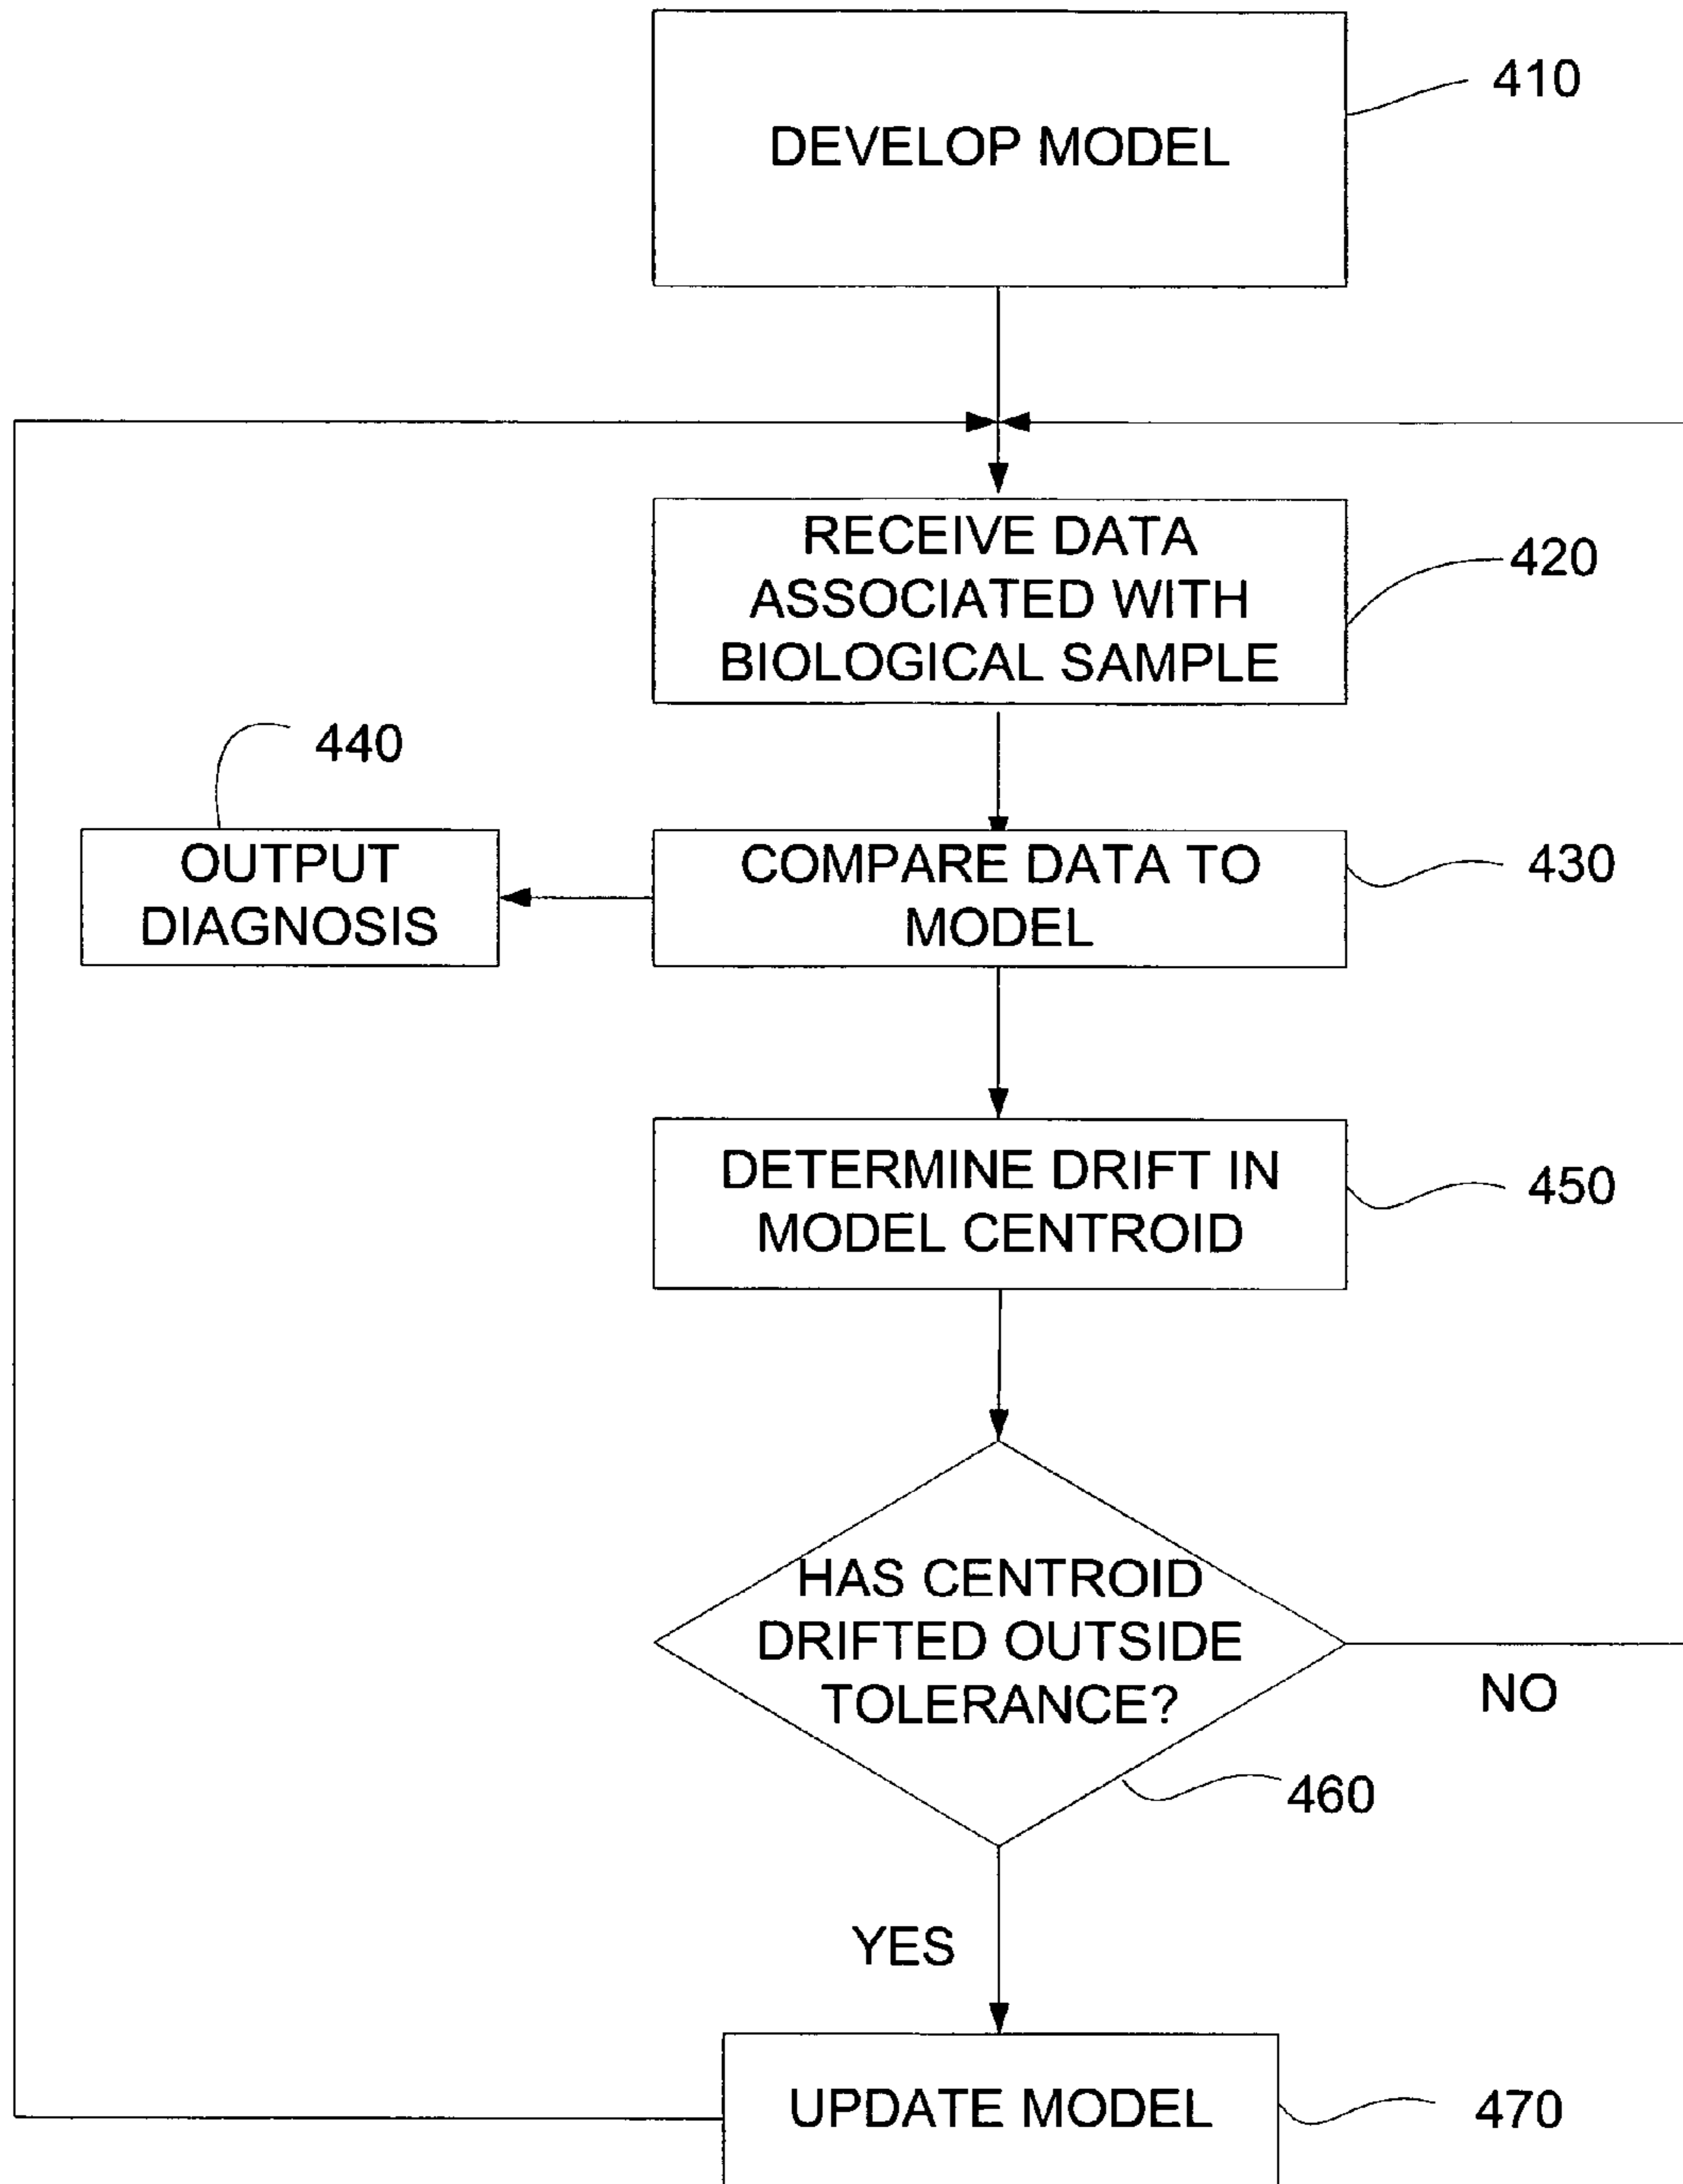 DEVELOP MODEL
410
RECEIVE DATA
ASSOCIATED WITH
BIOLOGICAL SAMPLE
420
440
OUTPUT
DIAGNOSIS
COMPARE DATA TO
MODEL
430
DETERMINE DRIFT IN
MODEL CENTROID
450
HAS CENTROID
DRIFTED OUTSIDE
TOLERANCE?
NO
460
YES
UPDATE MODEL
470